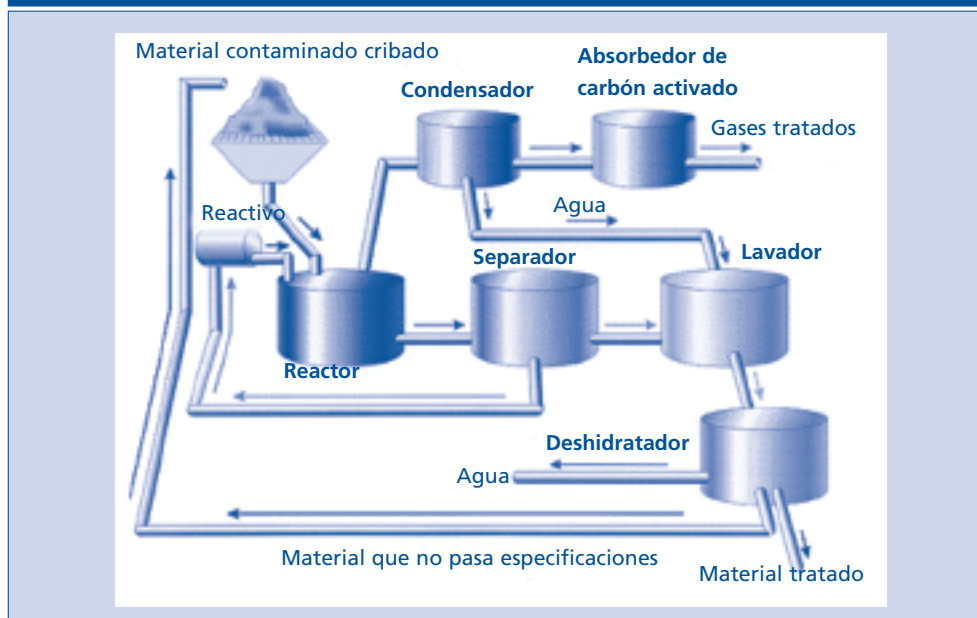 Material contaminado cribado
Absorbedor de
carbón activado
Condensador
Gases tratados
Reactivo
Agua
Separador
Lavador
Reactor
Deshidratador
Agua
Material que no pasa especificaciones
Material tratado